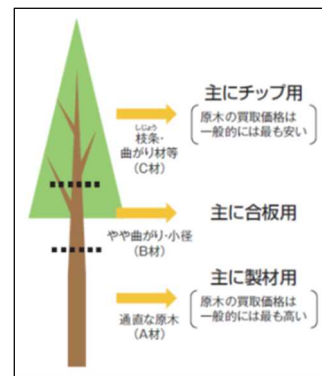 主にチップ用
原木の買取価格は
一般的には最も安い
しじょう
枝条・
曲がり材等
(C材)
主に合板用
やや曲がり・小径
(B材)
主に製材用
原木の買取価格は
一般的には最も高い
通直な原木
(A材)